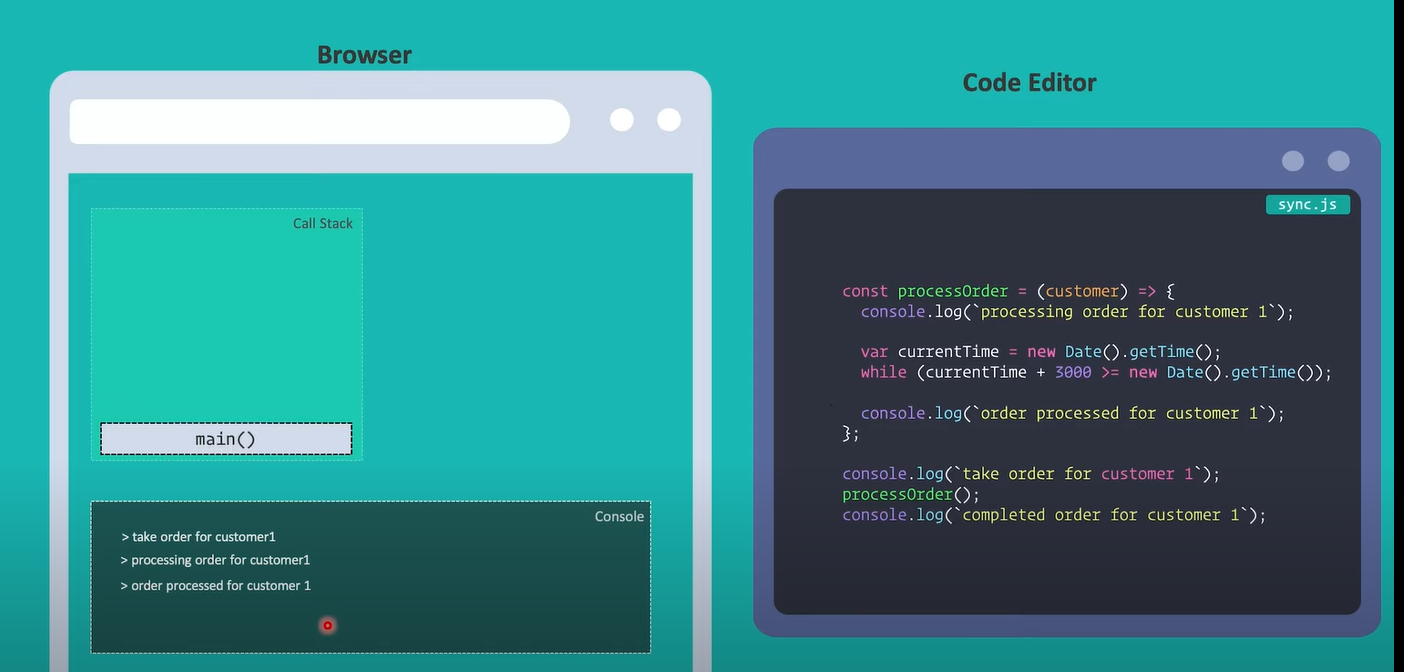 Browser
Call Stack
main()
Console
> take order for customer1
> processing order for customer1
> order processed for customer 1
Code Editor
sync.js
const processOrder = (customer) => {
  console.log(`processing order for customer 1`);

  var currentTime = new Date().getTime();
  while (currentTime + 3000 >= new Date().getTime());

  console.log(`order processed for customer 1`);
};

console.log(`take order for customer 1`);
processOrder();
console.log(`completed order for customer 1`);